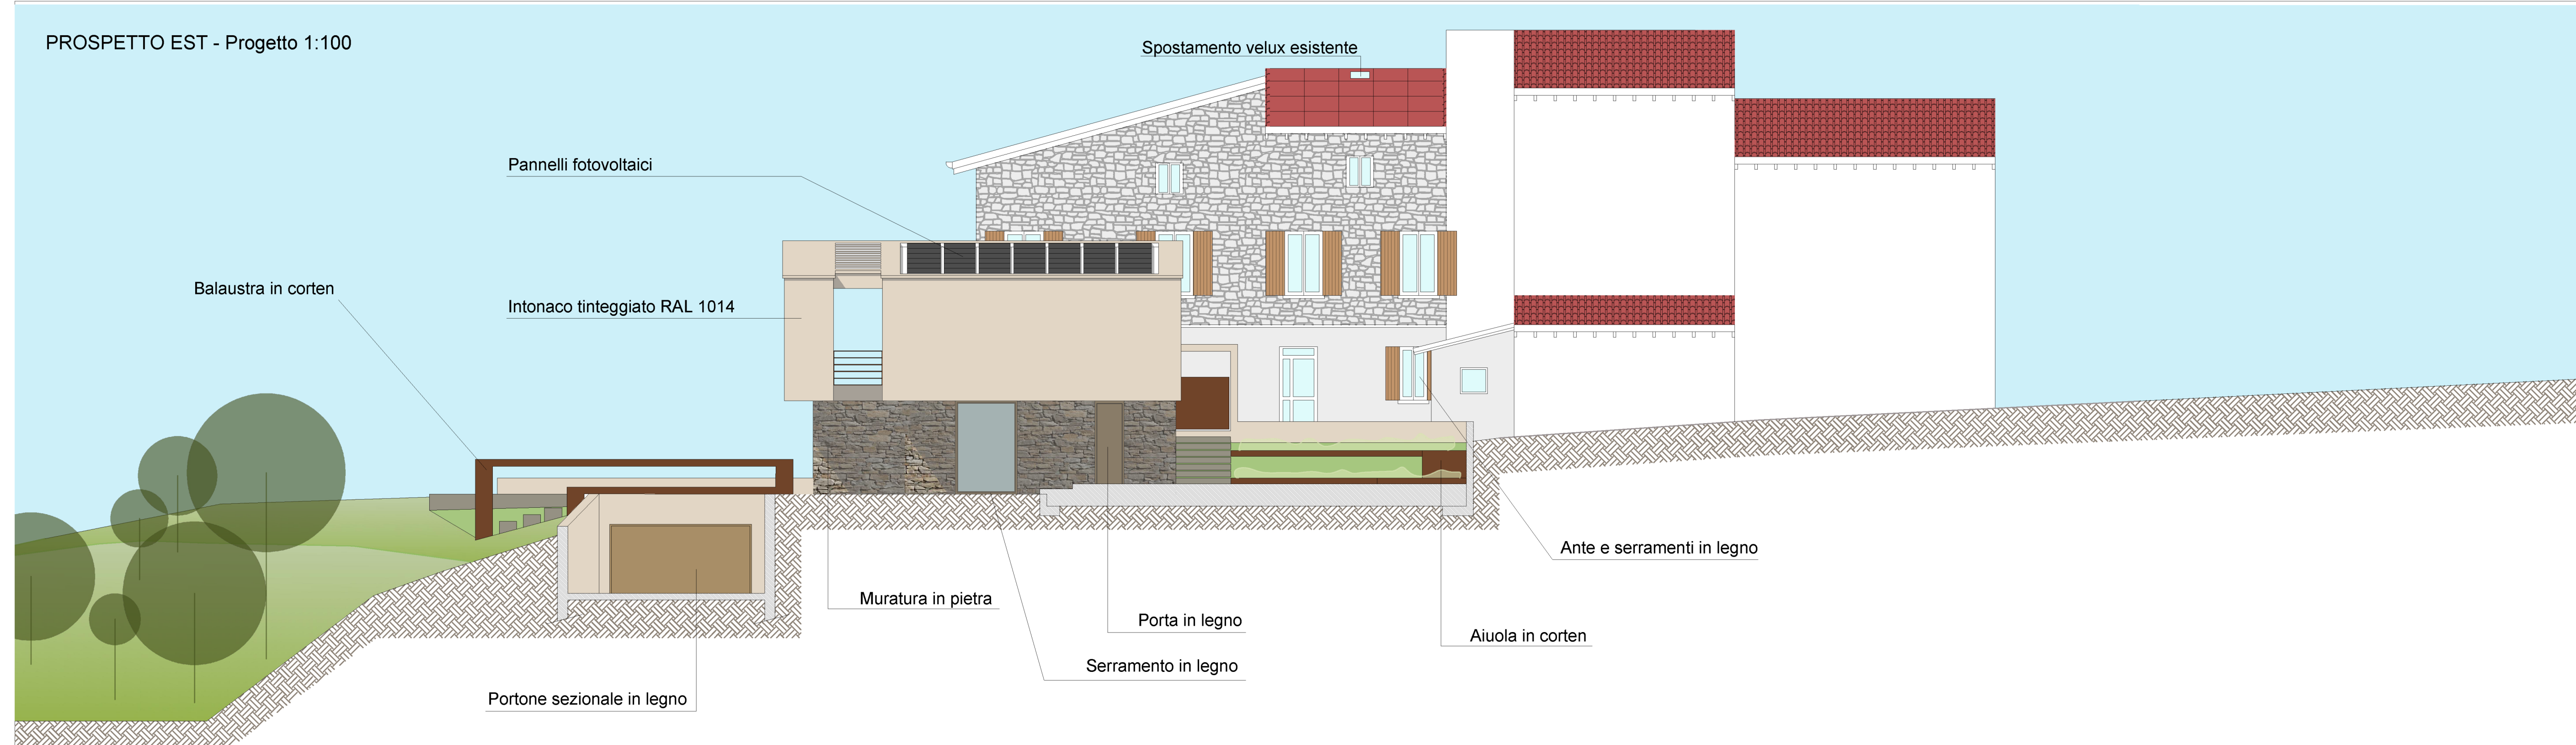 PROSPETTO EST - Progetto 1:100
Spostamento velux esistente
Pannelli fotovoltaici
Balaustra in corten
Intonaco tinteggiato RAL 1014
Ante e serramenti in legno
Muratura in pietra
Porta in legno
Aiuola in corten
Serramento in legno
Portone sezionale in legno